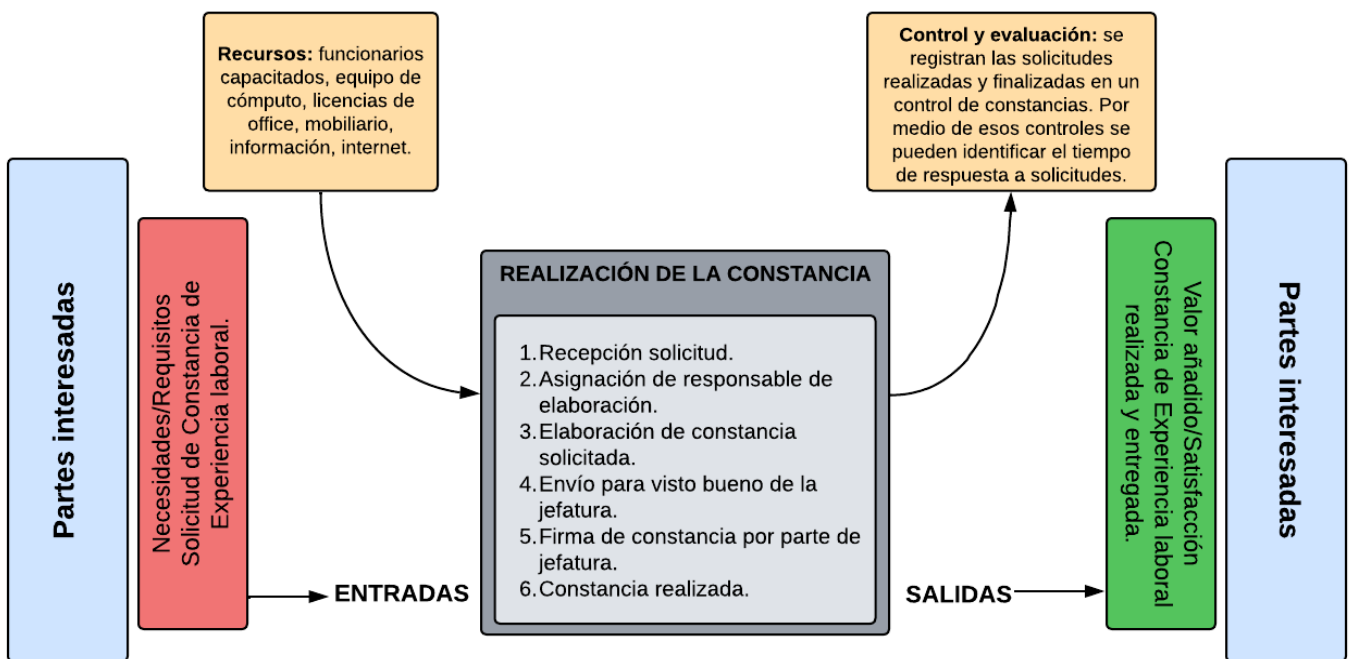 Recursos: funcionarios
capacitados, equipo de
cómputo, licencias de
office, mobiliario,
información, internet.
Control y evaluación: se
registran las solicitudes
realizadas y finalizadas en un
control de constancias. Por
medio de esos controles se
pueden identificar el tiempo
de respuesta a solicitudes.
Partes interesadas
Necesidades/Requisitos
Solicitud de Constancia de
Experiencia laboral.
ENTRADAS
REALIZACIÓN DE LA CONSTANCIA
1. Recepción solicitud.
2. Asignación de responsable de
elaboración.
3. Elaboración de constancia
solicitada.
4. Envío para visto bueno de la
jefatura.
5. Firma de constancia por parte de
jefatura.
6. Constancia realizada.
SALIDAS
Valor añadido/Satisfacción
Constancia de Experiencia laboral
realizada y entregada.
Partes interesadas